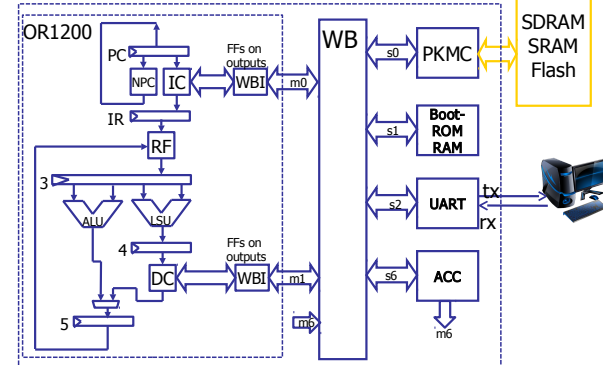 OR1200
PC
NPC
IC
FFs on
outputs
WBI
m0
IR
RF
3
ALU
LSU
4
DC
FFs on
outputs
WBI
m1
m6
5
WB
s0
PKMC
SDRAM
SRAM
Flash
s1
Boot-
ROM
RAM
s2
UART
tx
rx
s6
ACC
m6